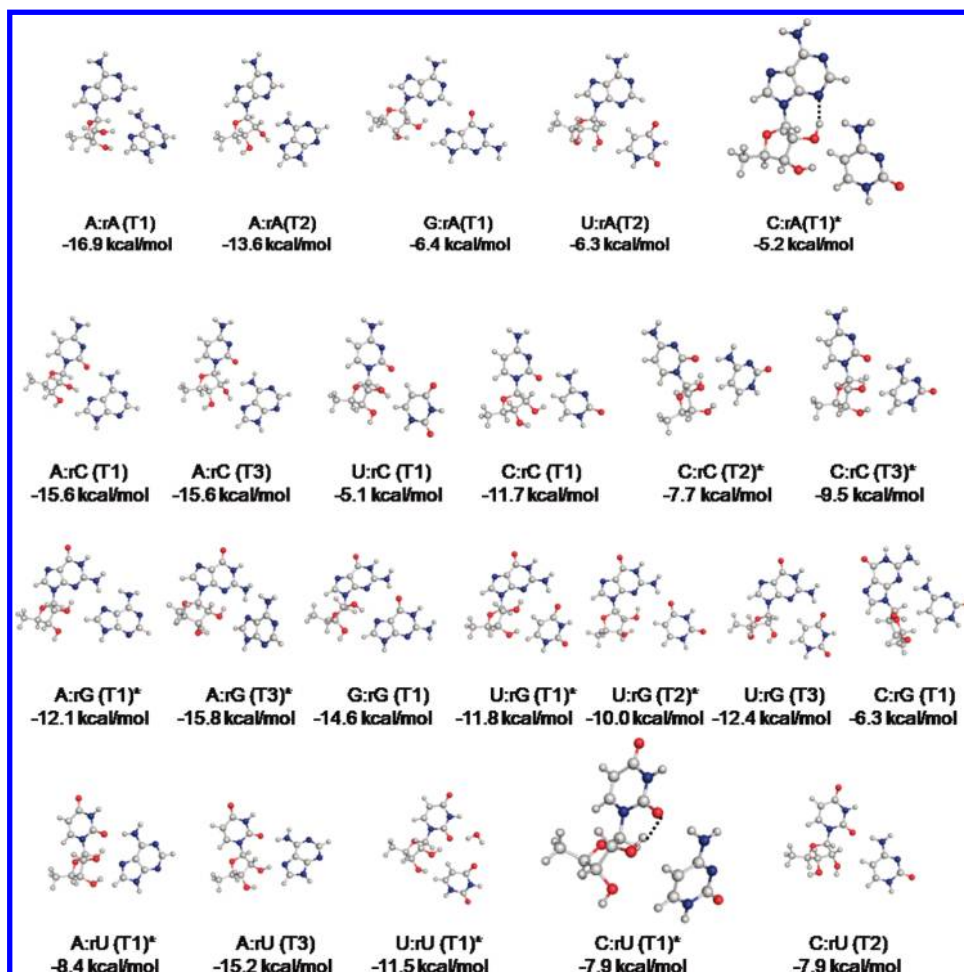 A:rA (T1) A:rA(T2) G:rA(T1) U:rA(T2) C:rA(T1)*
-16.9 kcal/mol -13.6 kcal/mol -6.4 kcal/mol -6.3 kcal/mol -5.2 kcal/mol
A:rC (T1) A:rC (T3) U:rC (T1) C:rC (T1) C:rC (T2)* C:rC (T3)*
-15.6 kcal/mol -15.6 kcal/mol -5.1 kcal/mol -11.7 kcal/mol -7.7 kcal/mol -9.5 kcal/mol
A:rG (T1)* A:rG (T3)* G:rG (T1) U:rG (T1)* U:rG (T2)* U:rG (T3) C:rG (T1)
-12.1 kcal/mol -15.8 kcal/mol -14.6 kcal/mol -11.8 kcal/mol -10.0 kcal/mol -12.4 kcal/mol -6.3 kcal/mol
A:rU (T1)* A:rU (T3) U:rU (T1)* C:rU (T1)* C:rU (T2)
-8.4 kcal/mol -15.2 kcal/mol -11.5 kcal/mol -7.9 kcal/mol -7.9 kcal/mol